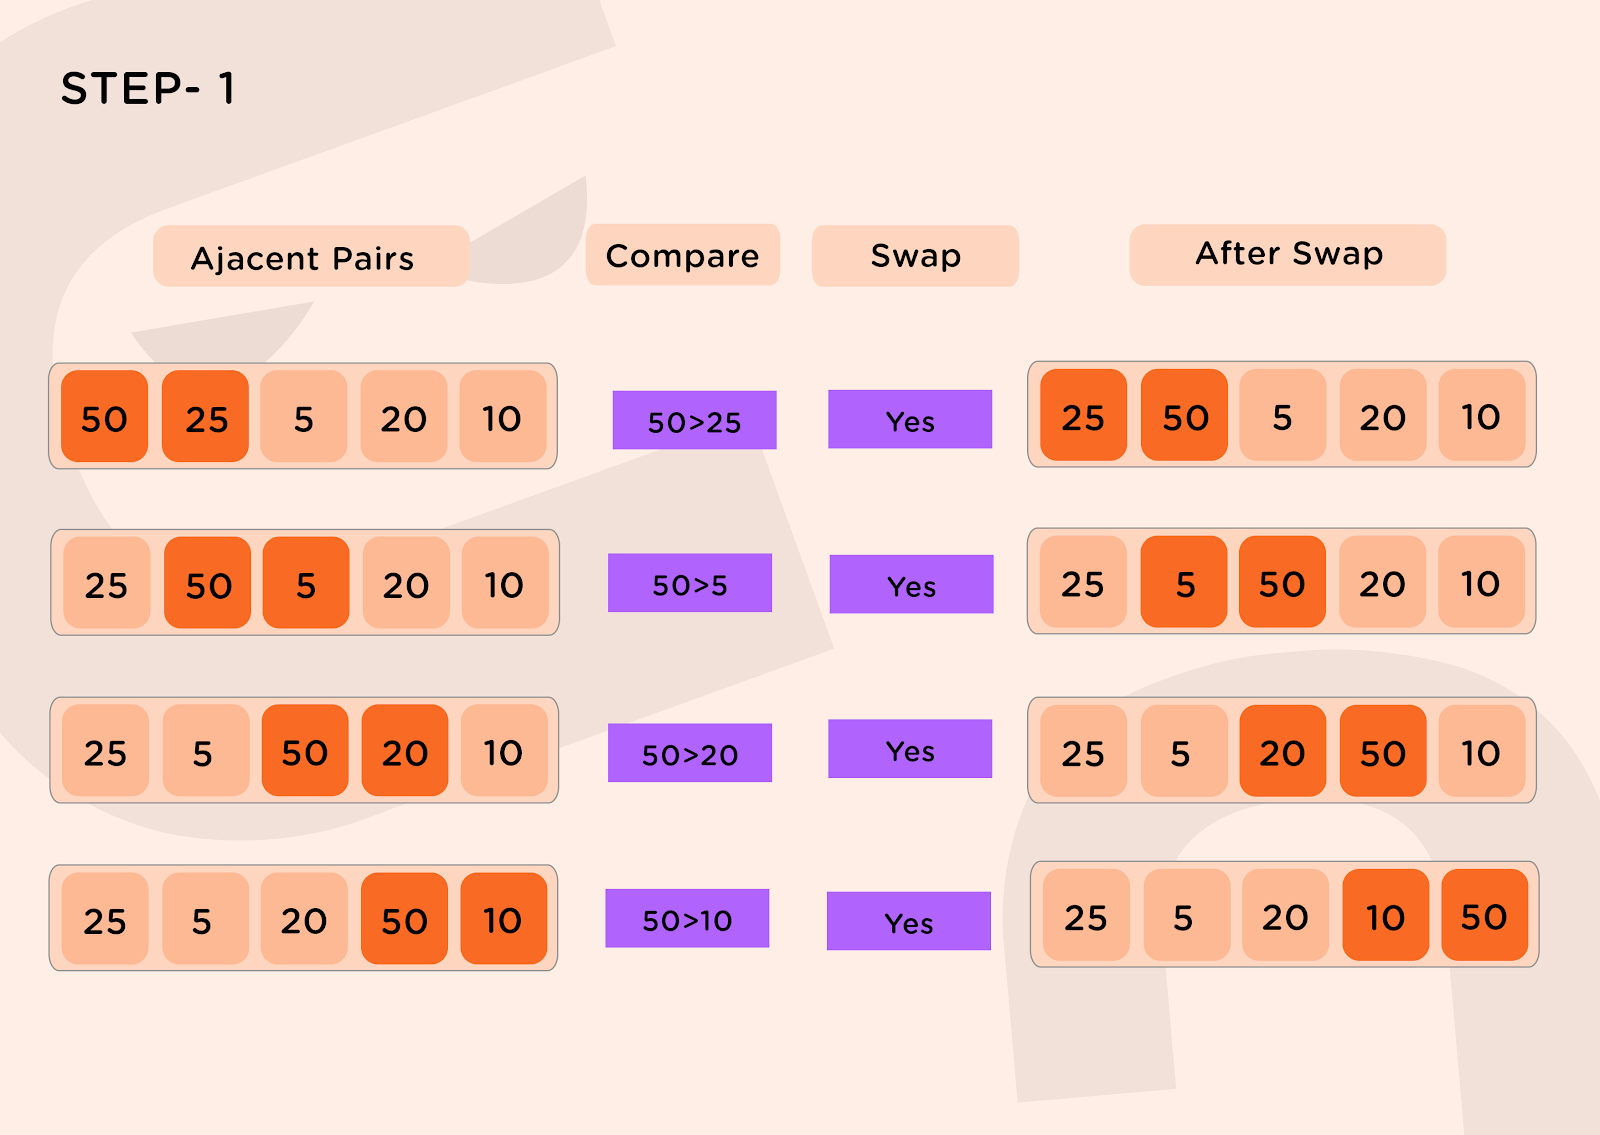 STEP- 1
Ajacent Pairs Compare Swap After Swap
50 25 5 20 10 50>25 Yes 25 50 5 20 10
25 50 5 20 10 50>5 Yes 25 5 50 20 10
25 5 50 20 10 50>20 Yes 25 5 20 50 10
25 5 20 50 10 50>10 Yes 25 5 20 10 50